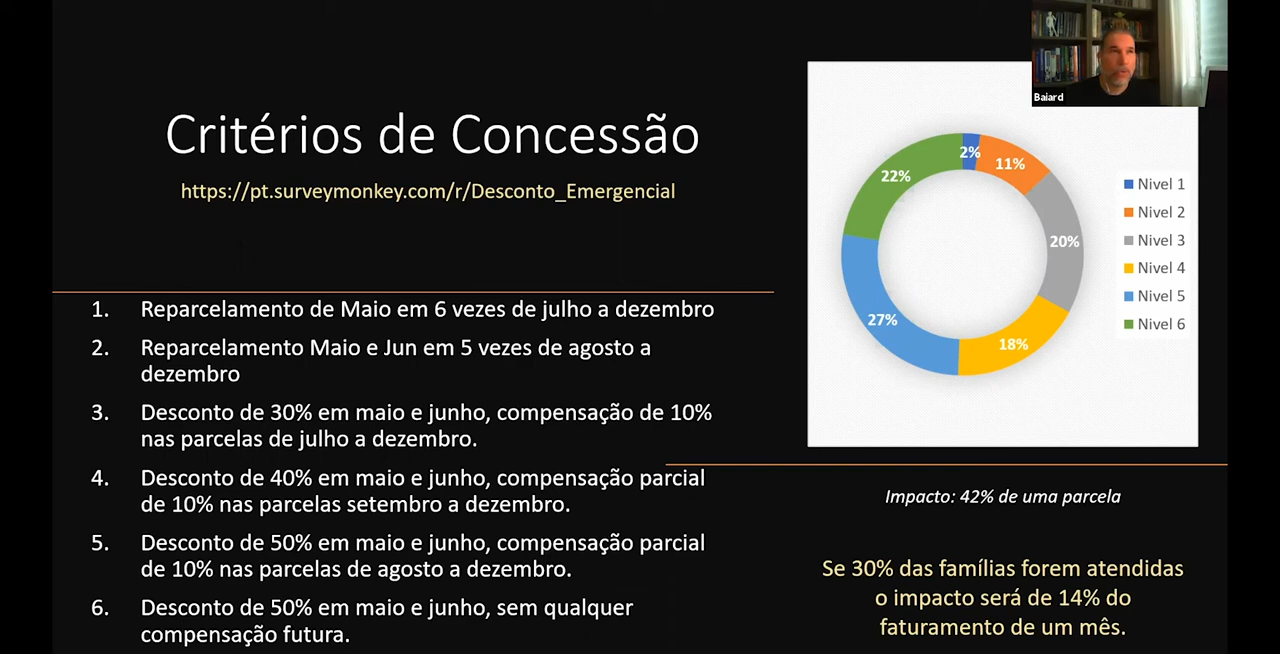 Baiard
Critérios de Concessão
https://pt.surveymonkey.com/r/Desconto_Emergencial
1. Reparcelamento de Maio em 6 vezes de julho a dezembro
2. Reparcelamento Maio e Jun em 5 vezes de agosto a
dezembro
3. Desconto de 30% em maio e junho, compensação de 10%
nas parcelas de julho a dezembro.
4. Desconto de 40% em maio e junho, compensação parcial
de 10% nas parcelas setembro a dezembro.
5. Desconto de 50% em maio e junho, compensação parcial
de 10% nas parcelas de agosto a dezembro.
6. Desconto de 50% em maio e junho, sem qualquer
compensação futura.
2%
11%
20%
18%
27%
22%
Nivel 1
Nivel 2
Nivel 3
Nivel 4
Nivel 5
Nivel 6
Impacto: 42% de uma parcela
Se 30% das famílias forem atendidas
o impacto será de 14% do
faturamento de um mês.